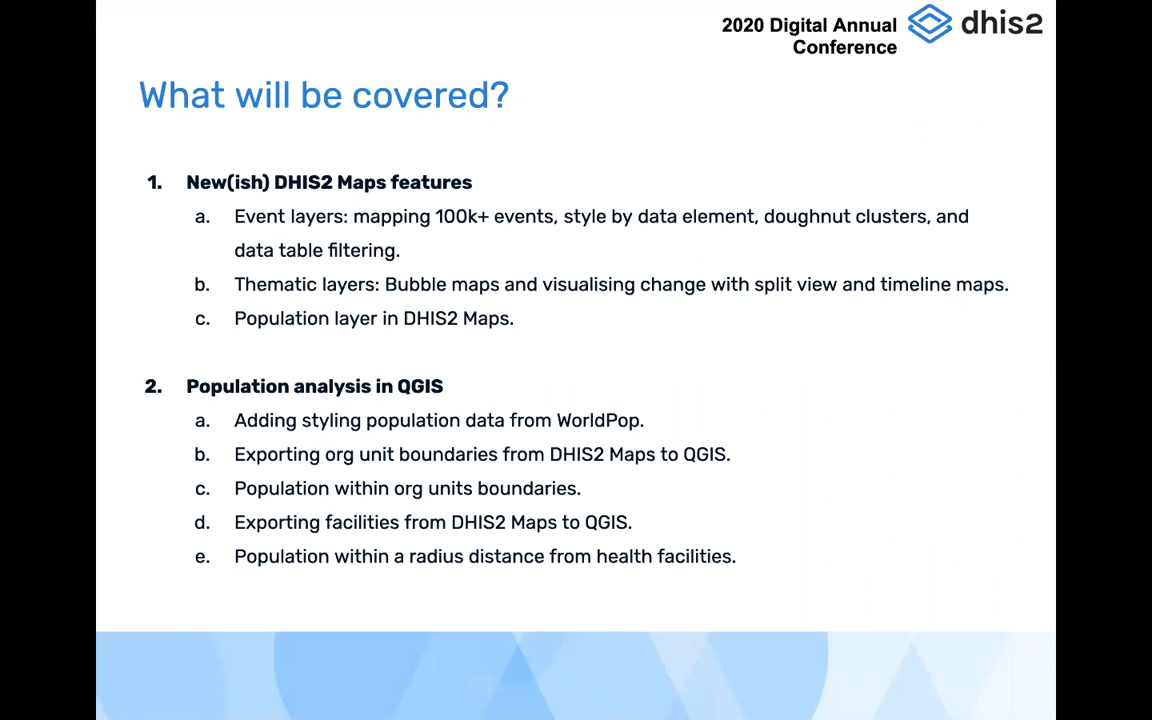 2020 Digital Annual
Conference
dhis2
What will be covered?
1. New(ish) DHIS2 Maps features
a. Event layers: mapping 100k+ events, style by data element, doughnut clusters, and
data table filtering.
b. Thematic layers: Bubble maps and visualising change with split view and timeline maps.
c. Population layer in DHIS2 Maps.
2. Population analysis in QGIS
a. Adding styling population data from WorldPop.
b. Exporting org unit boundaries from DHIS2 Maps to QGIS.
c. Population within org units boundaries.
d. Exporting facilities from DHIS2 Maps to QGIS.
e. Population within a radius distance from health facilities.